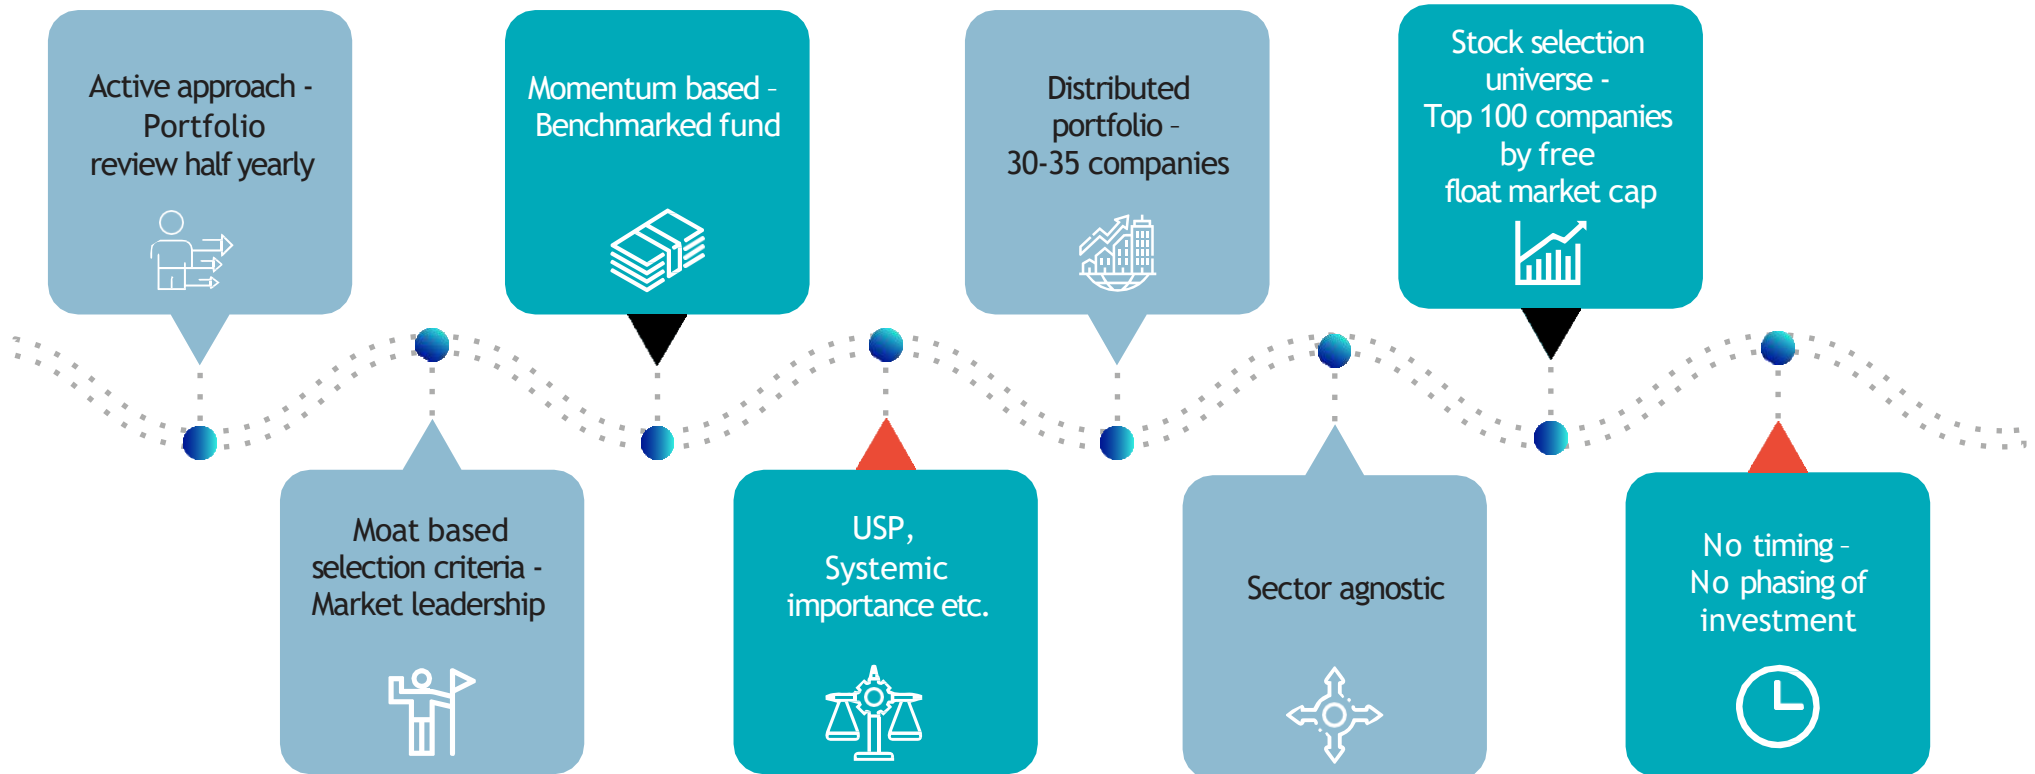 Active approach -
Portfolio
review half yearly
Moat based
selection criteria -
Market leadership
Momentum based –
Benchmarked fund
USP,
Systemic
importance etc.
Distributed
portfolio –
30-35 companies
Sector agnostic
Stock selection
universe -
Top 100 companies
by free
float market cap
No timing –
No phasing of
investment